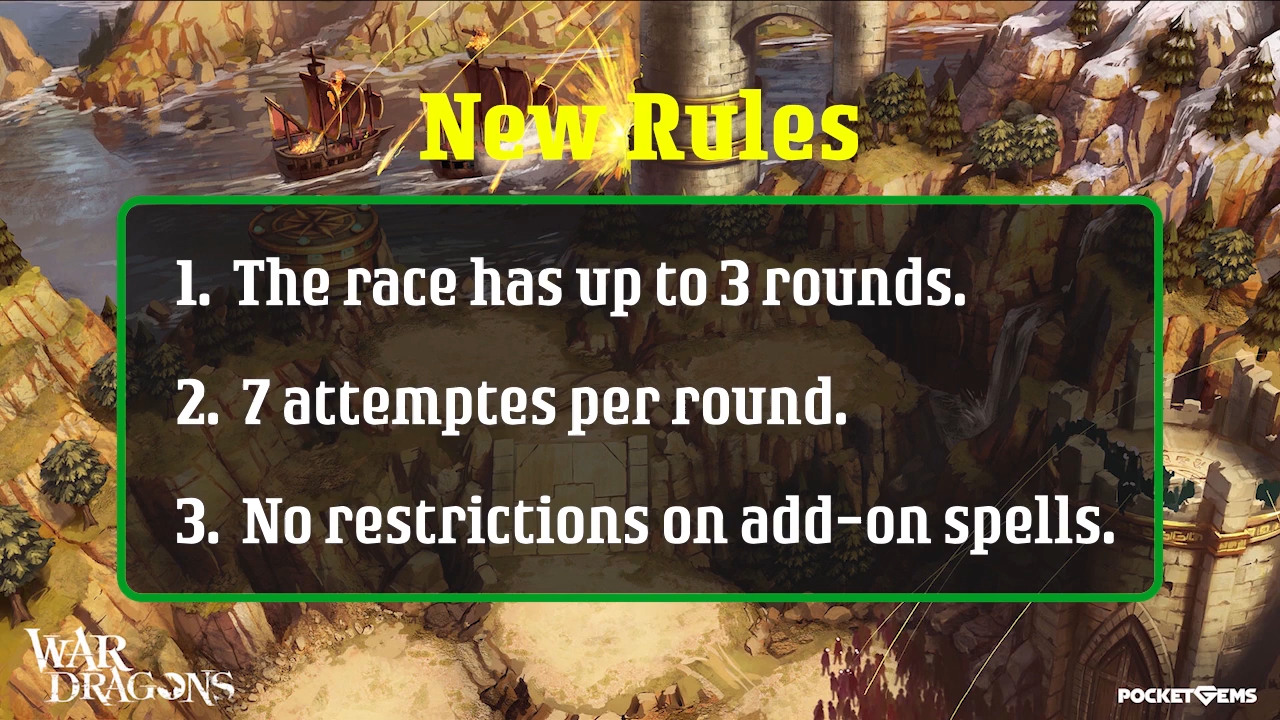 New Rules
1. The race has up to 3 rounds.
2. 7 attemptes per round.
3. No restrictions on add-on spells.
WAR
DRAGONS
POCKET GEMS